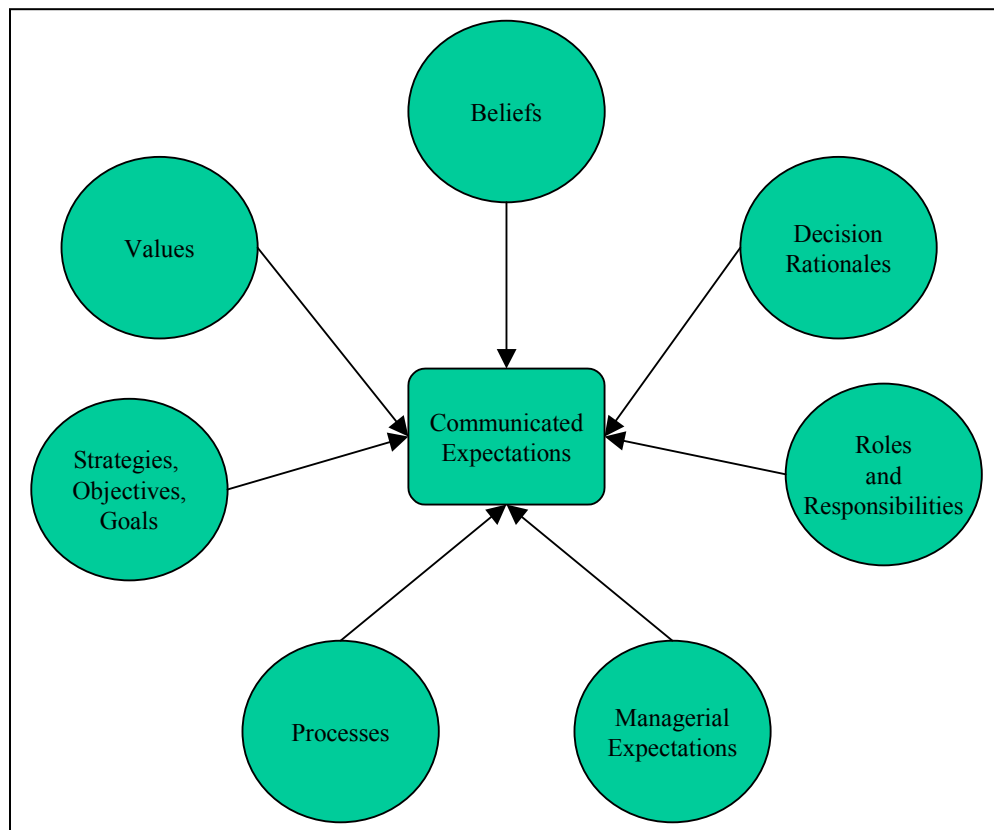 Beliefs
Values
Decision
Rationales
Communicated
Expectations
Strategies,
Objectives,
Goals
Roles
and
Responsibilities
Processes
Managerial
Expectations